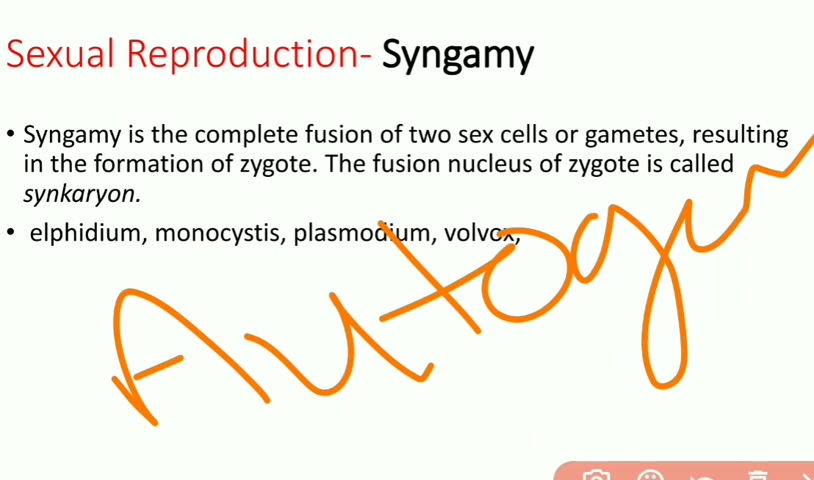 Sexual Reproduction- Syngamy
• Syngamy is the complete fusion of two sex cells or gametes, resulting
in the formation of zygote. The fusion nucleus of zygote is called
synkaryon.
• elphidium, monocystis, plasmodium, volvox,